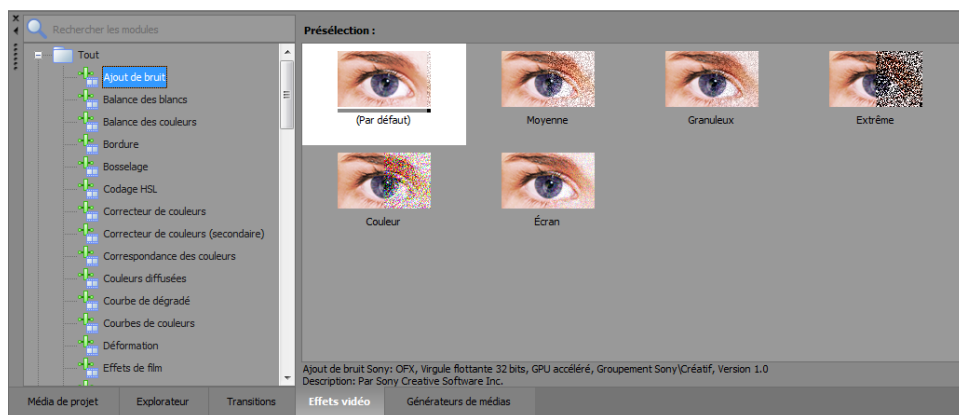 Rechercher les modules
Tout
Ajout de bruit
Balance des blancs
Balance des couleurs
Bordure
Bosselage
Codage HSL
Correcteur de couleurs
Correcteur de couleurs (secondaire)
Correspondance des couleurs
Couleurs diffusées
Courbe de dégradé
Courbes de couleurs
Déformation
Effets de film
Présélection :
(Par défaut) Moyenne Granuleux Extrême
Couleur Écran
Ajout de bruit Sony: OFX, Virgule flottante 32 bits, GPU accéléré, Groupement Sony\Créatif, Version 1.0
Description: Par Sony Creative Software Inc.
Média de projet Explorateur Transitions Effets vidéo Générateurs de médias